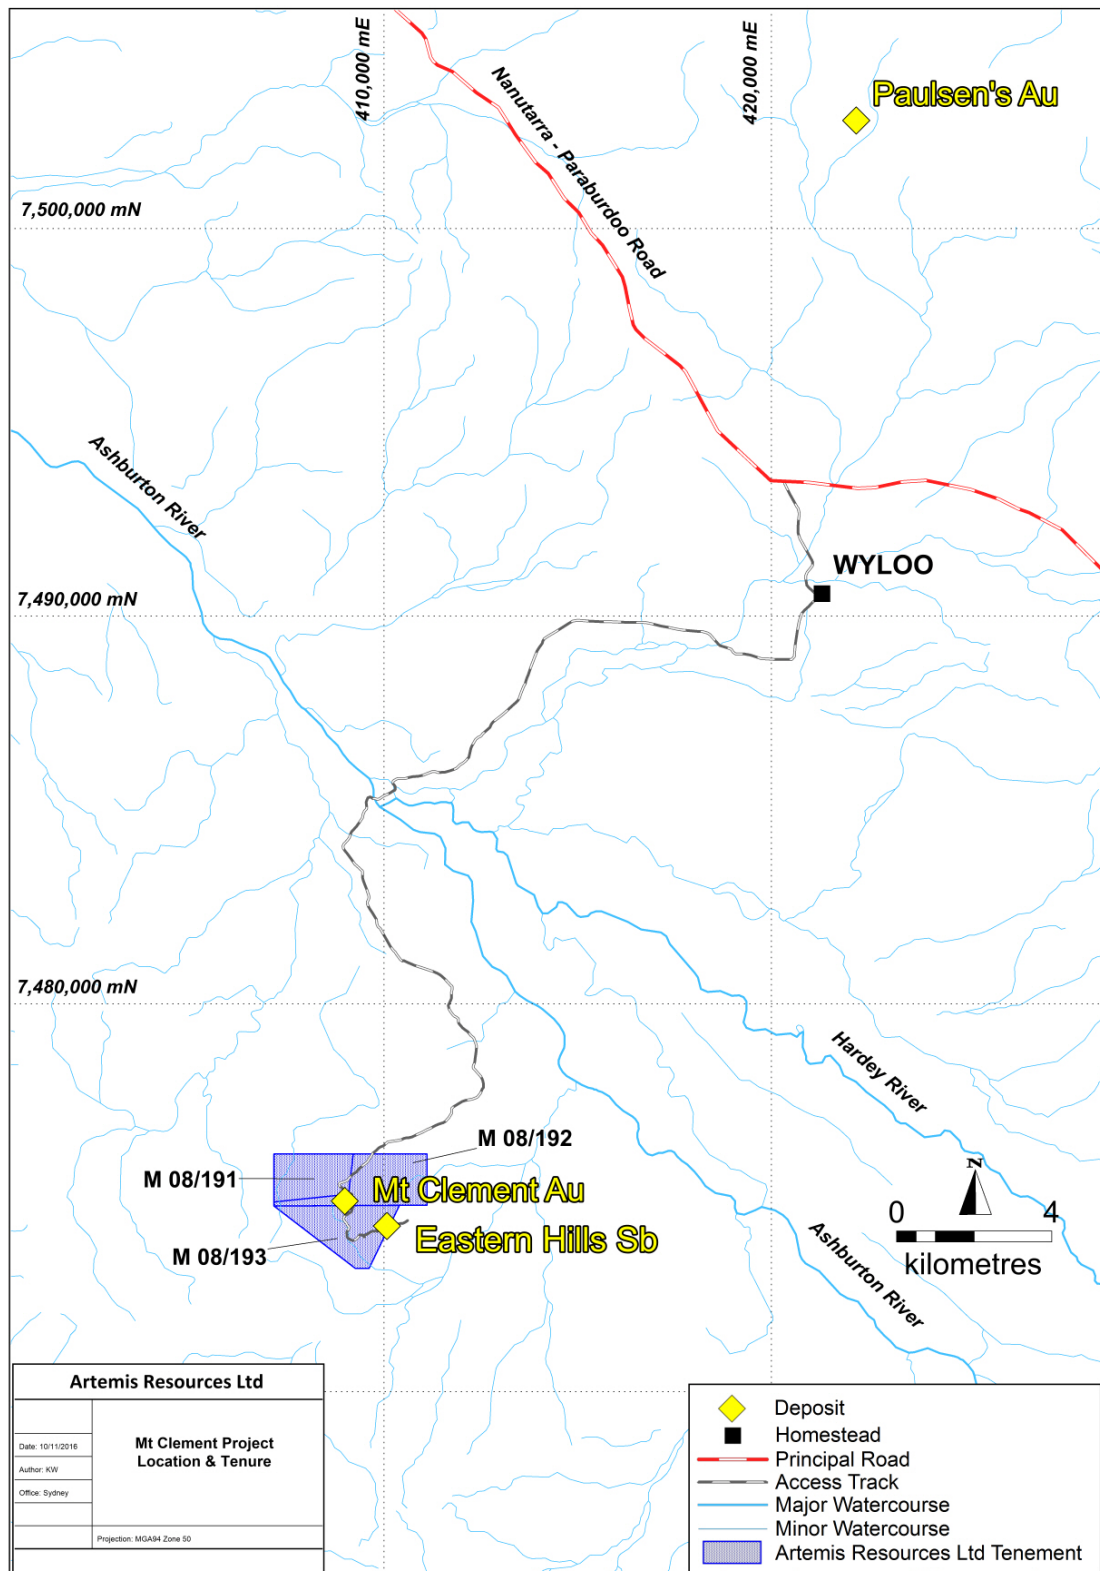 410,000 mE
420,000 mE
Paulsen's Au
Nanutarra - Paraburdoo Road
7,500,000 mN
Ashburton River
WYLOO
7,490,000 mN
7,480,000 mN
Hardey River
M 08/192
M 08/191
Mt Clement Au
M 08/193
Eastern Hills Sb
Ashburton River
N
0 4
kilometres
Artemis Resources Ltd
Mt Clement Project
Location & Tenure
Date: 10/11/2016
Author: KW
Office: Sydney
Projection: MGA94 Zone 50
Deposit
Homestead
Principal Road
Access Track
Major Watercourse
Minor Watercourse
Artemis Resources Ltd Tenement